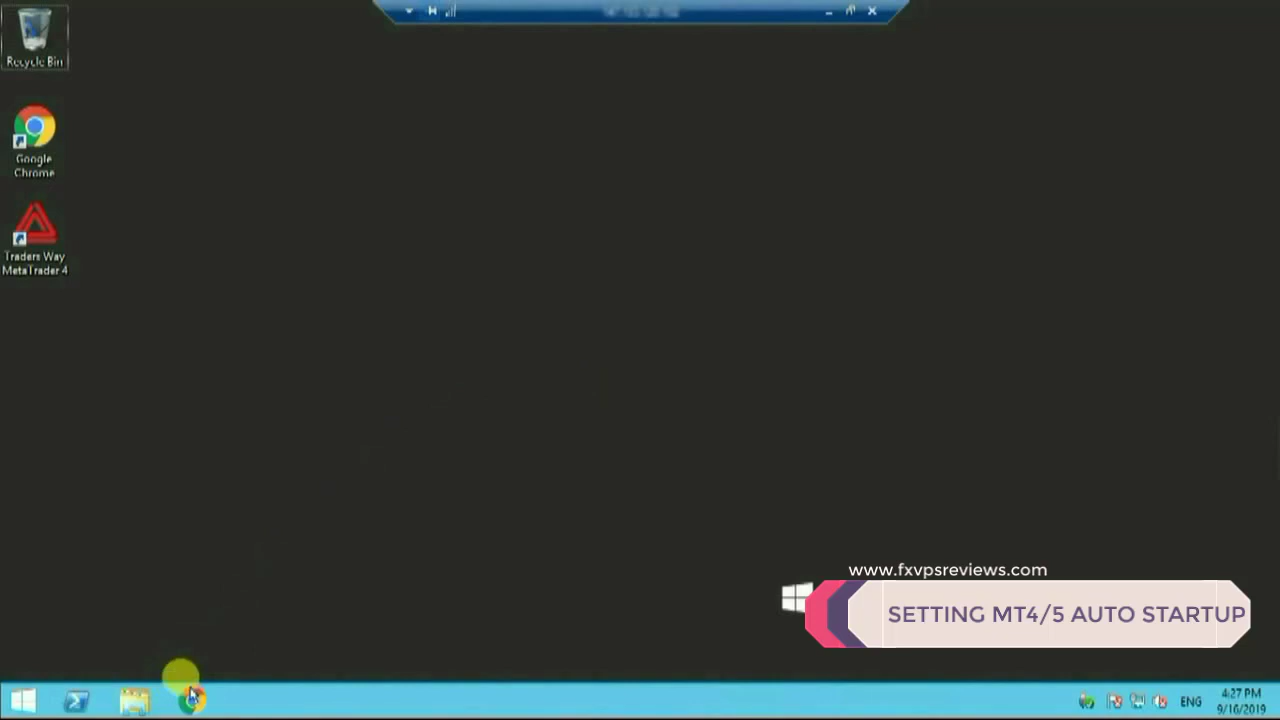 Recycle Bin
Google
Chrome
Traders Way
MetaTrader 4
www.fxvpsreviews.com
SETTING MT4/5 AUTO STARTUP
ENG
4:27 PM
9/16/2019